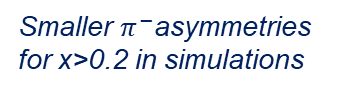 Smaller π⁻ asymmetries
for x>0.2 in simulations